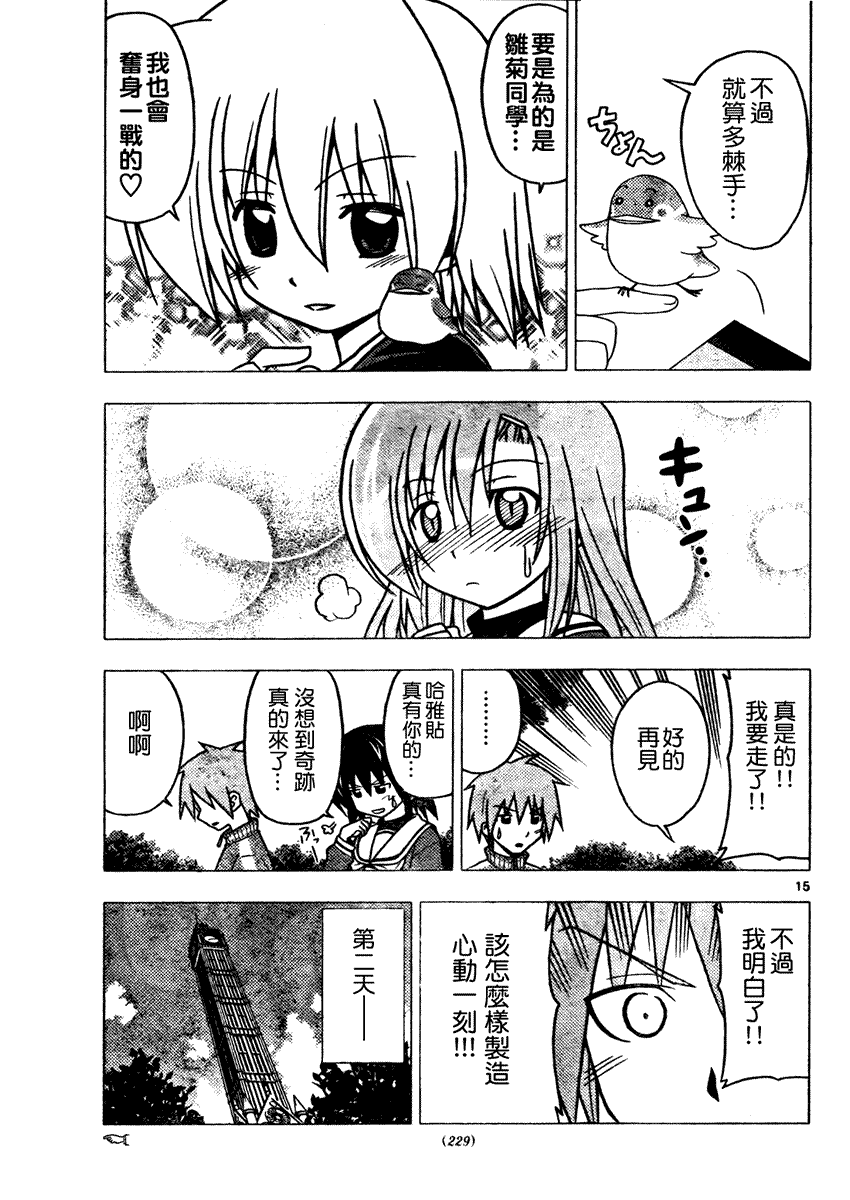 不過
就算多棘手…
ちょん
要是為的是
雛菊同學…
我也會
奮身一戰的♡
キュン…
真是的!!
我要走了!!
好的
再見
……
哈雅貼
真有你的…
沒想到奇跡
真的來了…
ふっ
啊啊
15
不過
我明白了!!
該怎麼樣製造
心動一刻!!!
第二天——
(229)